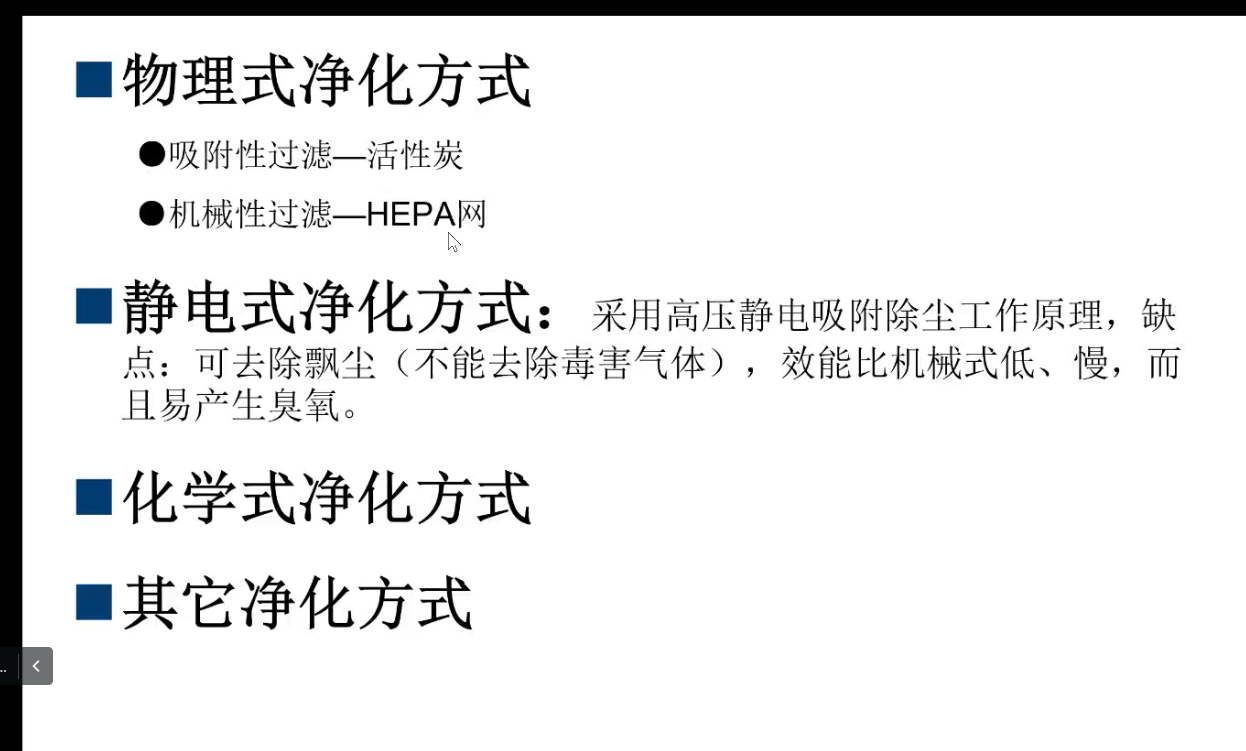 ■物理式净化方式
●吸附性过滤—活性炭
●机械性过滤—HEPA网
■静电式净化方式： 采用高压静电吸附除尘工作原理，缺
点：可去除飘尘（不能去除毒害气体），效能比机械式低、慢，而
且易产生臭氧。
■化学式净化方式
■其它净化方式